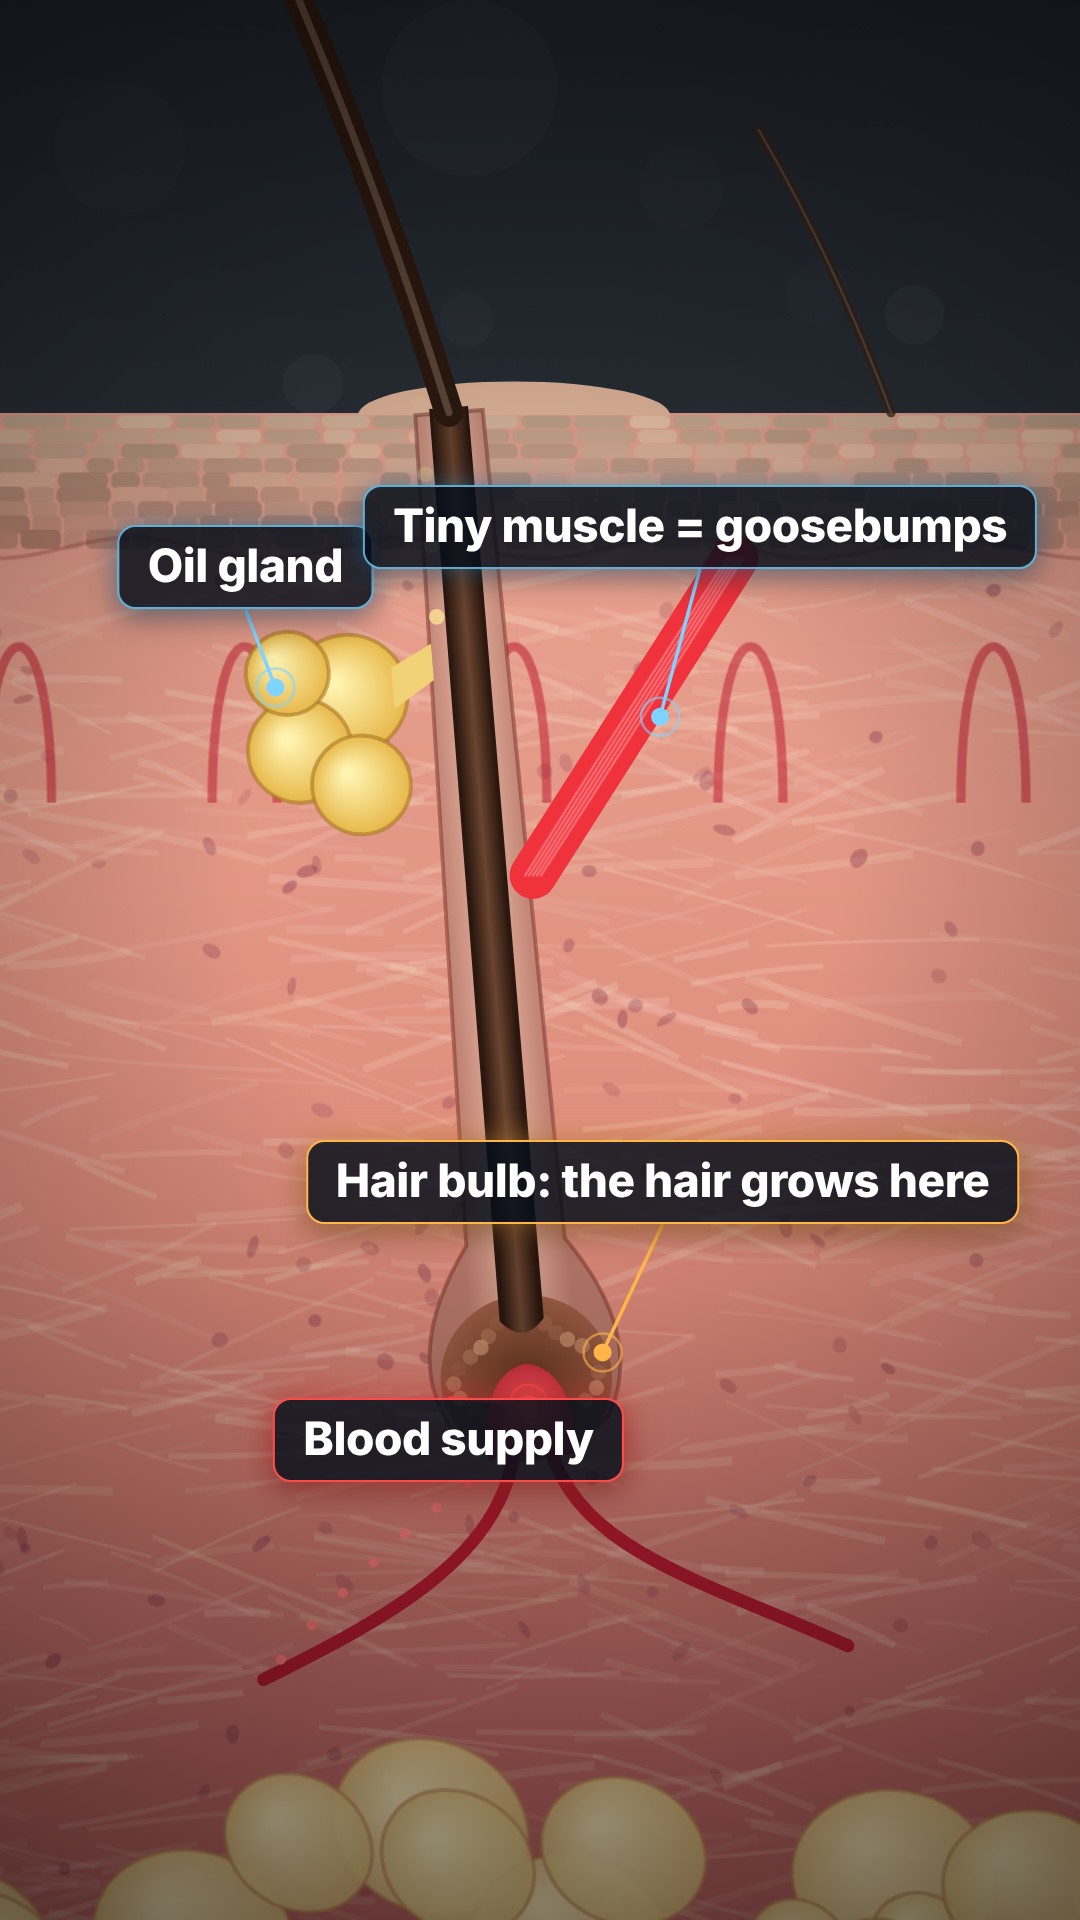 Tiny muscle = goosebumps
Oil gland
Hair bulb: the hair grows here
Blood supply